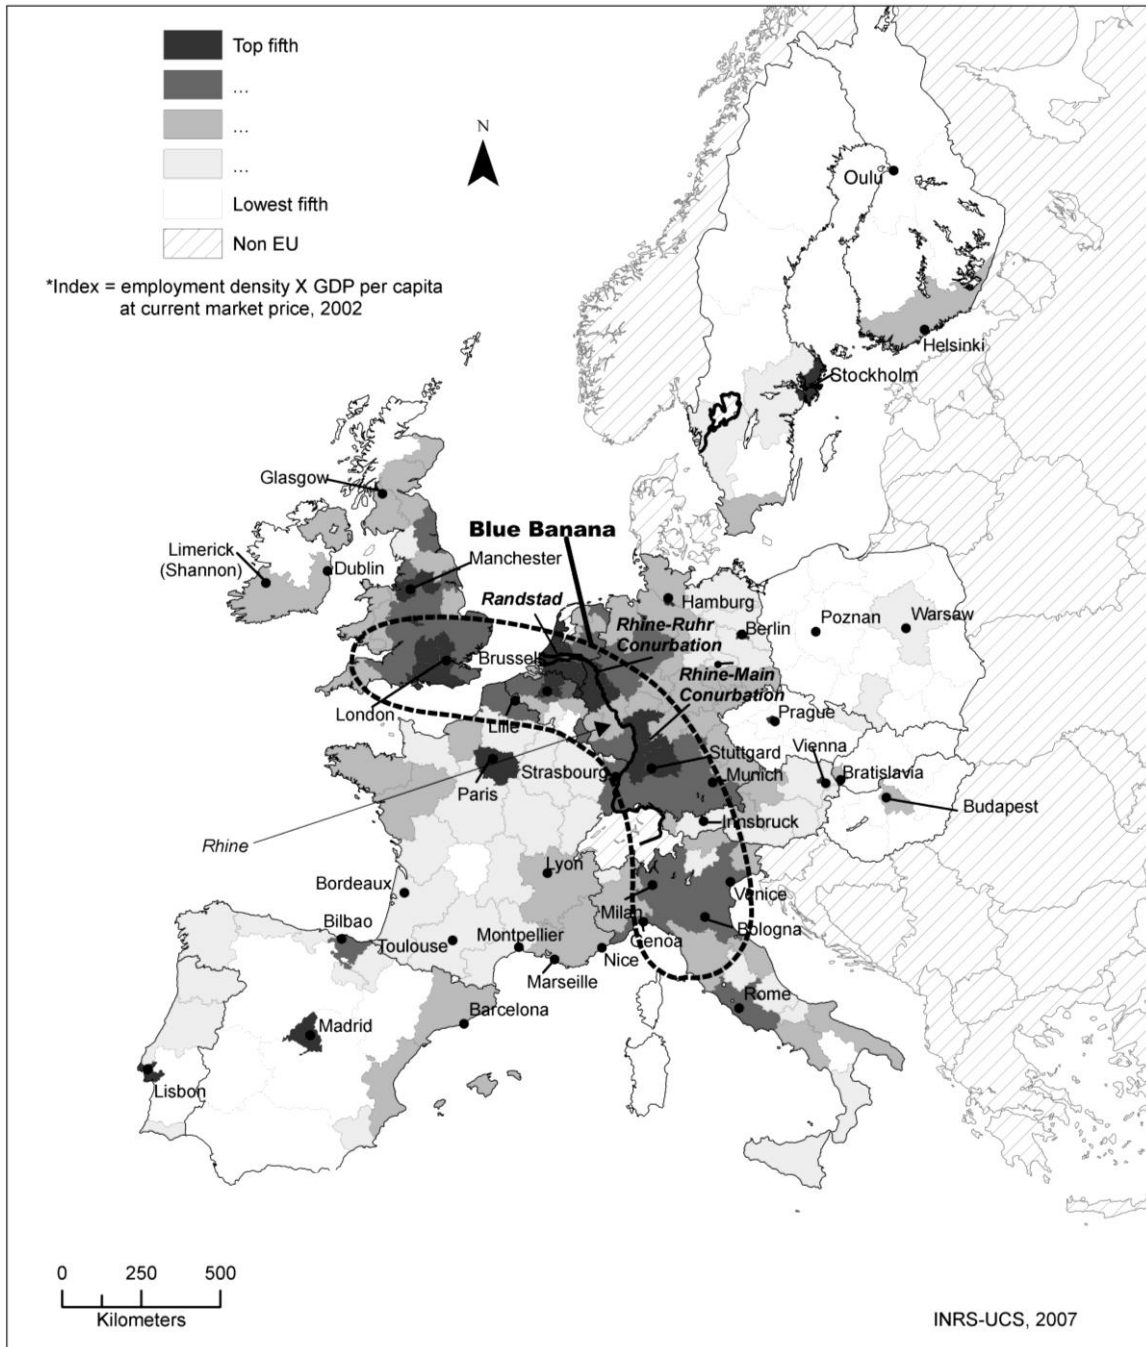 Top fifth
...
...
...
Lowest fifth
Non EU
*Index = employment density X GDP per capita
at current market price, 2002
N
Oulu
Helsinki
Stockholm
Glasgow
Blue Banana
Limerick
(Shannon)
Dublin
Manchester
Randstad
Hamburg
Rhine-Ruhr
Conurbation
Berlin
Poznan
Warsaw
Brussels
Rhine-Main
Conurbation
London
Lille
Prague
Stuttgard
Vienna
Strasbourg
Munich
Bratislavia
Paris
Budapest
Innsbruck
Rhine
Lyon
Bordeaux
Venice
Milan
Bilbao
Toulouse
Montpellier
Genoa
Bologna
Nice
Marseille
Rome
Barcelona
Madrid
Lisbon
0 250 500
Kilometers
INRS-UCS, 2007